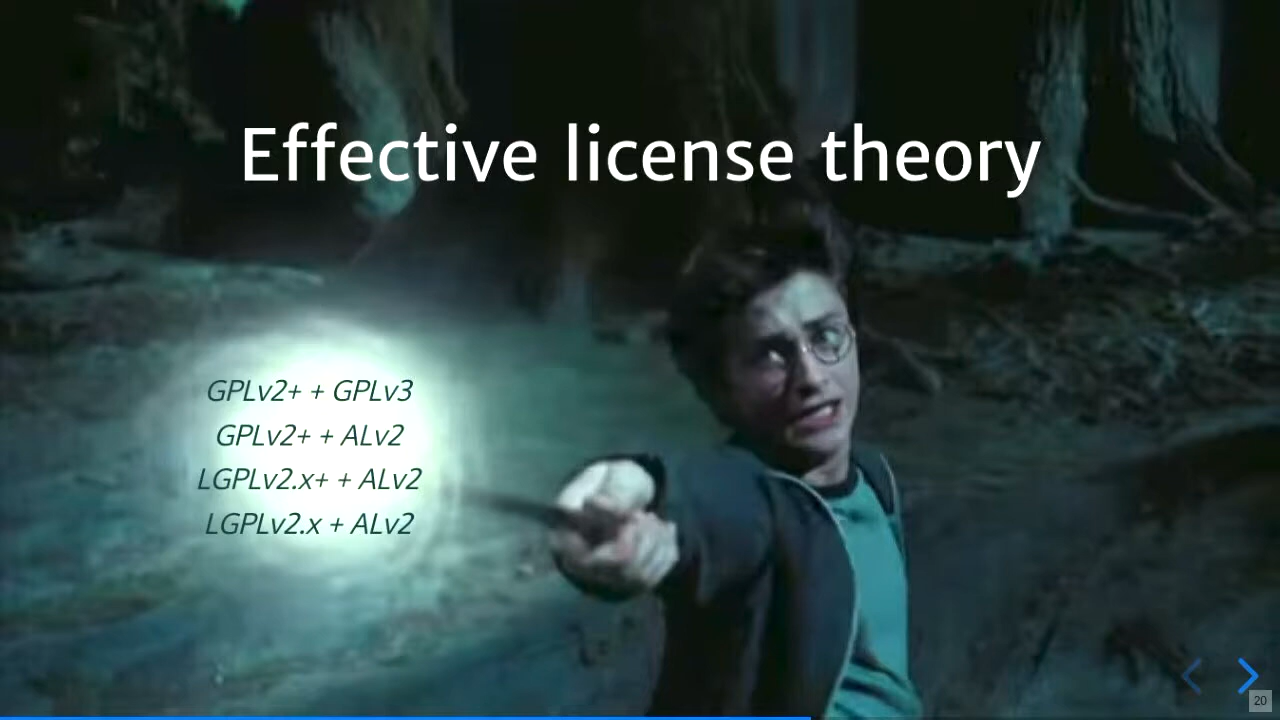 Effective license theory
GPLv2+ + GPLv3
GPLv2+ + ALv2
LGPLv2.x+ + ALv2
LGPLv2.x + ALv2
20